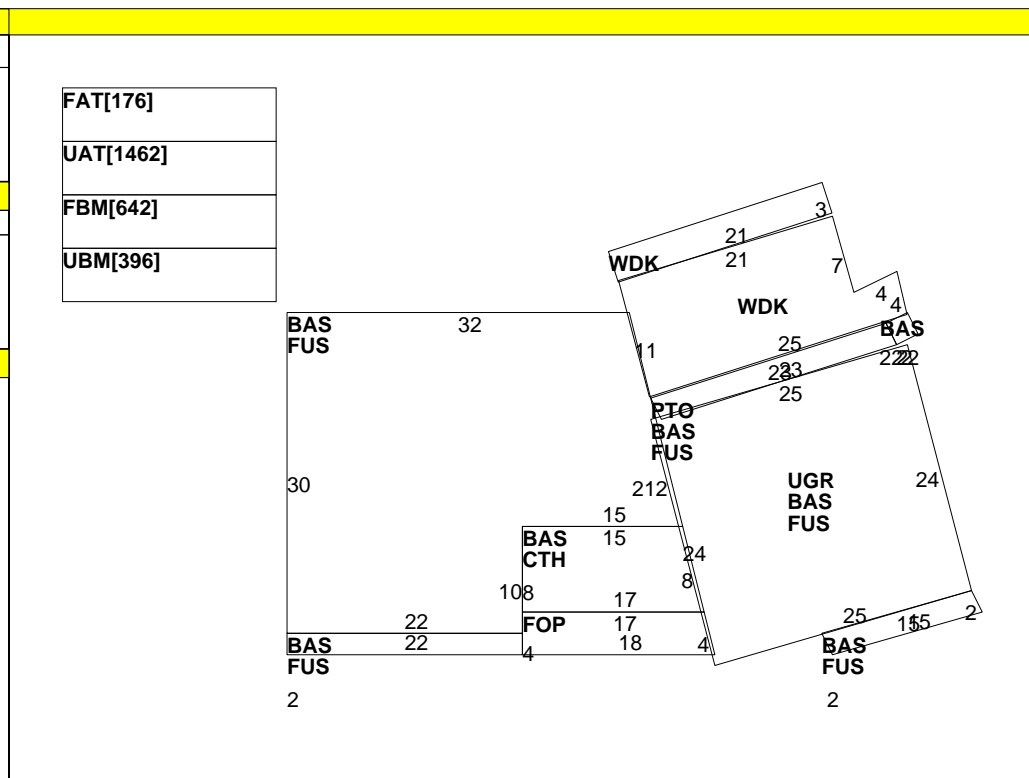 FAT[176]
UAT[1462]
FBM[642]
UBM[396]
3
21
WDK
21
7
4
4
WDK
BAS
FUS
32
BAS
11
25
23
23
222
22
25
PTO
BAS
FUS
30
212
UGR
BAS
FUS
24
15
BAS
CTH
15
24
8
108
17
FOP
17
22
22
18
4
4
25
15
15
2
BAS
FUS
BAS
FUS
2
2